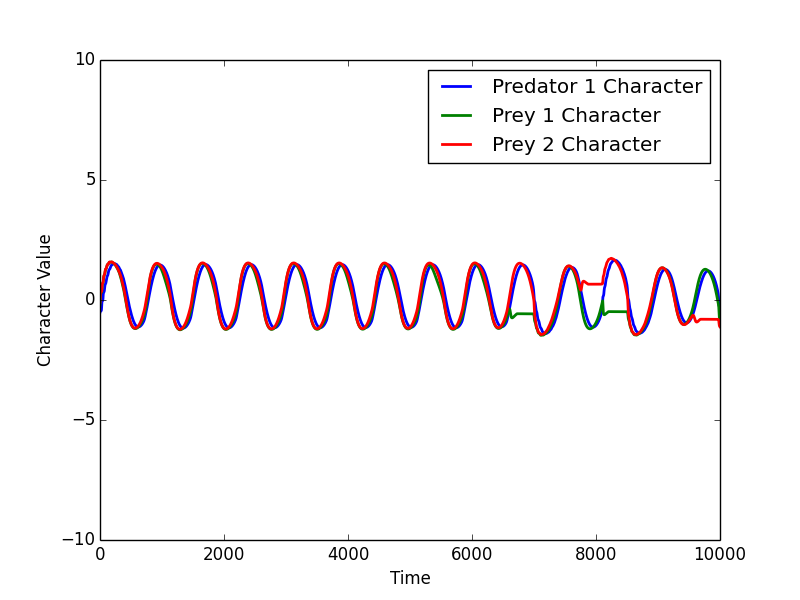 Predator 1 Character
Prey 1 Character
Prey 2 Character
10
5
0
−5
−10
Character Value
0 2000 4000 6000 8000 10000
Time